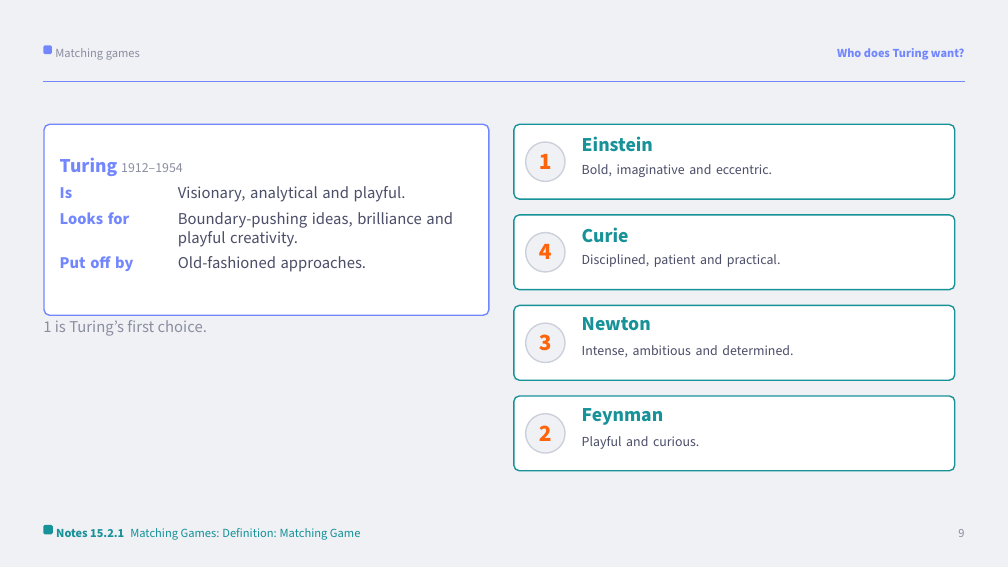 Matching games
Who does Turing want?
Turing 1912–1954
Is Visionary, analytical and playful.
Looks for Boundary-pushing ideas, brilliance and
playful creativity.
Put off by Old-fashioned approaches.
1 is Turing’s first choice.
1
Einstein
Bold, imaginative and eccentric.
4
Curie
Disciplined, patient and practical.
3
Newton
Intense, ambitious and determined.
2
Feynman
Playful and curious.
Notes 15.2.1 Matching Games: Definition: Matching Game
9